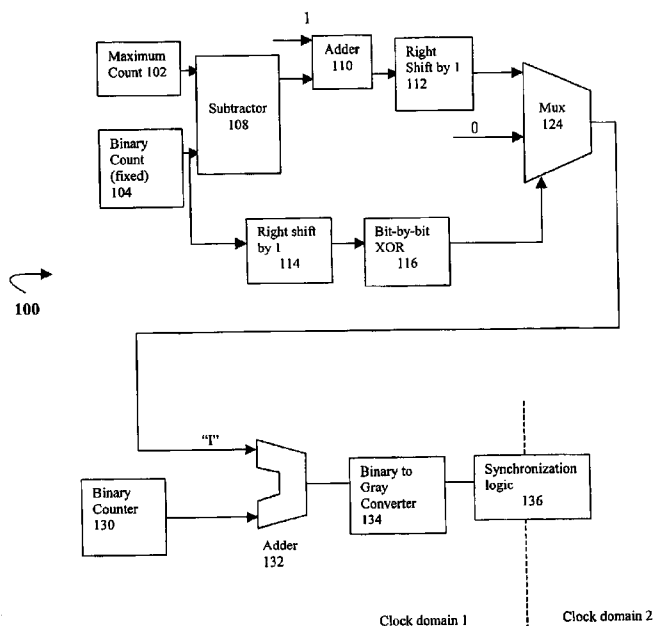 1
Maximum
Count 102
Adder
110
Right
Shift by 1
112
Subtractor
108
Mux
124
0
Binary
Count
(fixed)
104
Right shift
by 1
114
Bit-by-bit
XOR
116
100
"I"
Binary
Counter
130
Adder
132
Binary to
Gray
Converter
134
Synchronization
logic
136
Clock domain 1
Clock domain 2